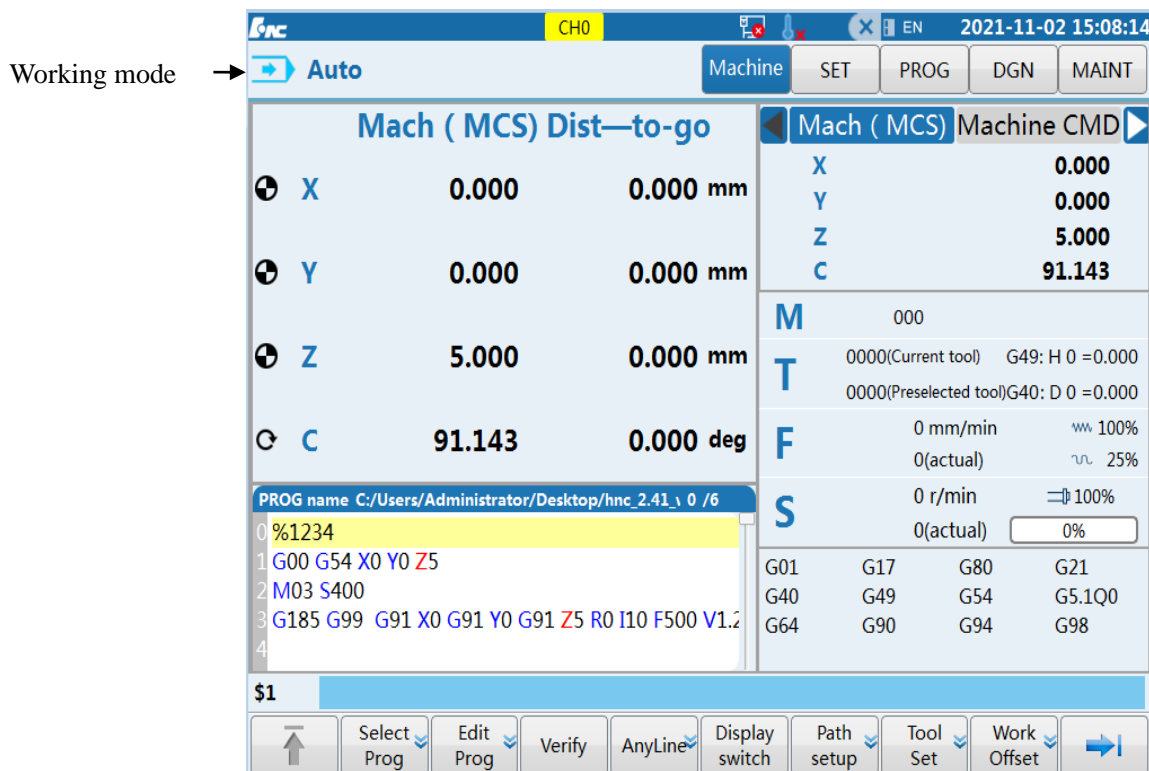 HNC CH0 EN 2021-11-02 15:08:14
Working mode
Auto Machine SET PROG DGN MAINT
Mach ( MCS) Dist—to-go
X 0.000 0.000 mm
Y 0.000 0.000 mm
Z 5.000 0.000 mm
C 91.143 0.000 deg
Mach ( MCS) Machine CMD
X 0.000
Y 0.000
Z 5.000
C 91.143
M 000
T 0000(Current tool) G49: H 0 =0.000
0000(Preselected tool)G40: D 0 =0.000
F 0 mm/min 100%
0(actual) 25%
S 0 r/min 100%
0(actual) 0%
PROG name C:/Users/Administrator/Desktop/hnc_2.41_v 0 /6
0 %1234
1 G00 G54 X0 Y0 Z5
2 M03 S400
3 G185 G99 G91 X0 G91 Y0 G91 Z5 R0 I10 F500 V1.2
4
G01 G17 G80 G21
G40 G49 G54 G5.1Q0
G64 G90 G94 G98
$1
Select Prog
Edit Prog
Verify
AnyLine
Display switch
Path setup
Tool Set
Work Offset